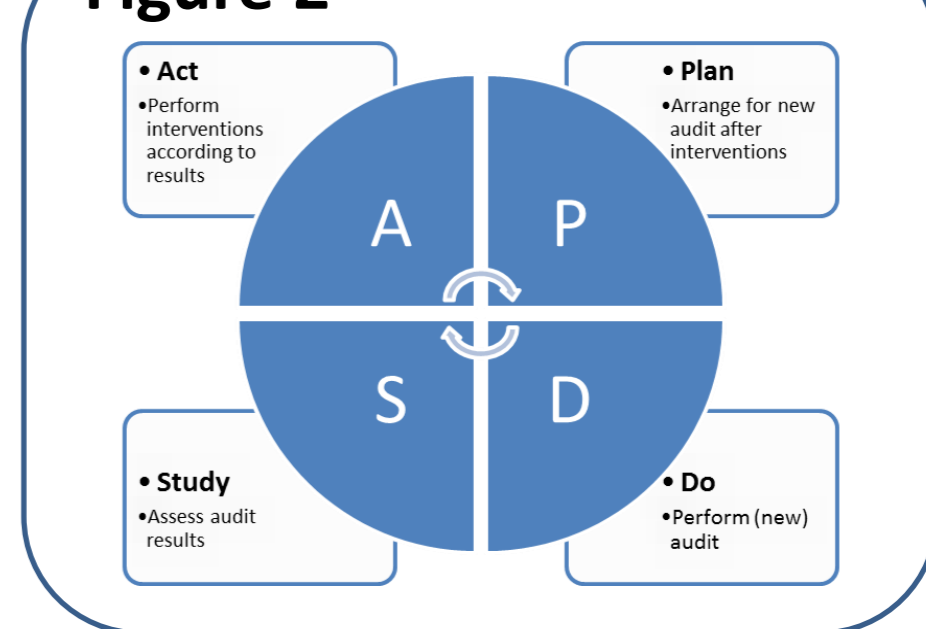 Figure 2
• Act
•Perform
interventions
according to
results
• Plan
•Arrange for new
audit after
interventions
A
P
S
D
• Study
•Assess audit
results
• Do
•Perform (new)
audit